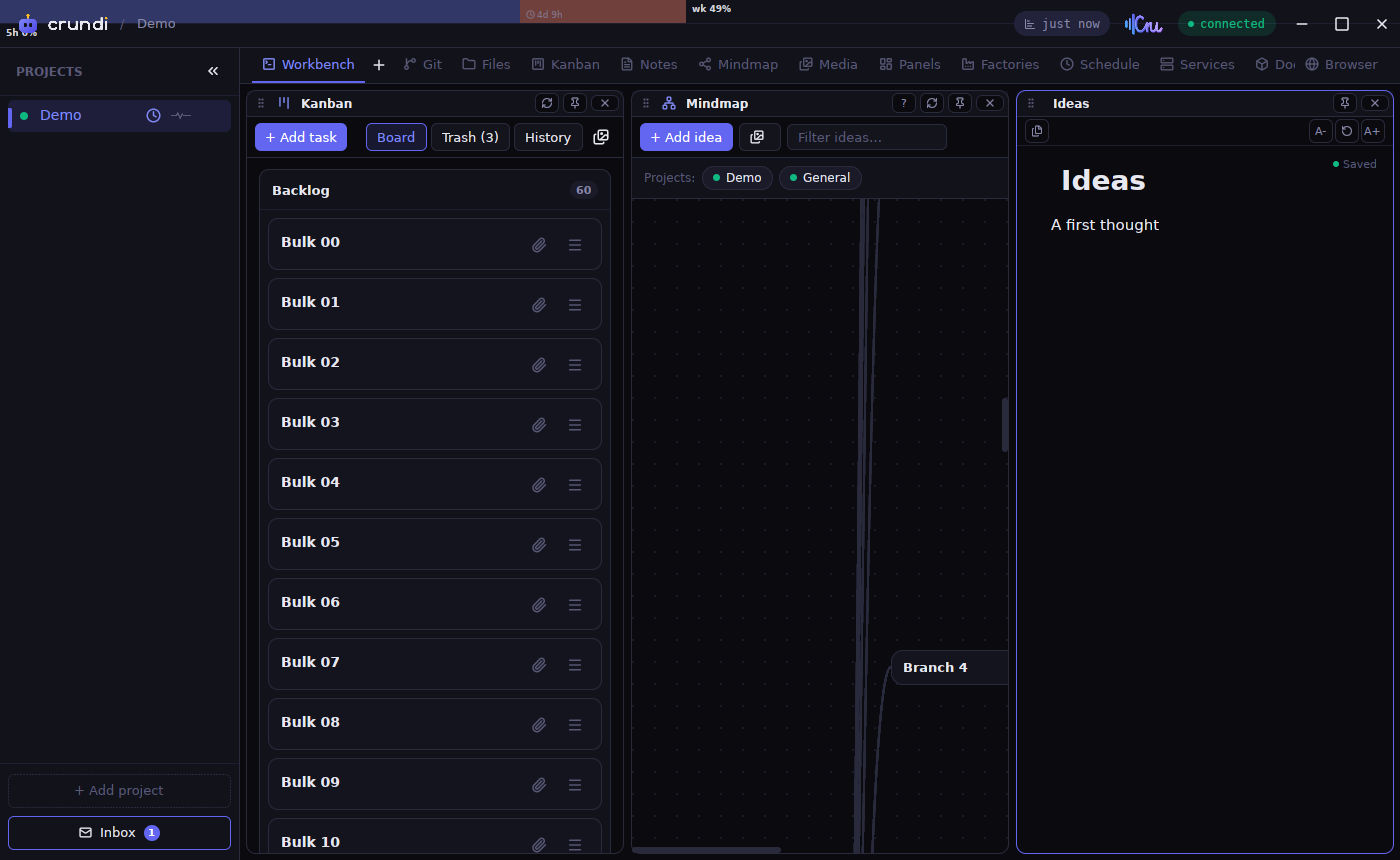 4d 9h
wk 49%
crundi / Demo
just now
connected
PROJECTS
Demo
+ Add project
Inbox 1
Workbench
+
Git
Files
Kanban
Notes
Mindmap
Media
Panels
Factories
Schedule
Services
Doc
Browser
Kanban
+ Add task
Board
Trash (3)
History
Backlog
60
Bulk 00
Bulk 01
Bulk 02
Bulk 03
Bulk 04
Bulk 05
Bulk 06
Bulk 07
Bulk 08
Bulk 09
Bulk 10
Mindmap
?
+ Add idea
Filter ideas...
Projects:
Demo
General
Branch 4
Ideas
A-
A+
Saved
Ideas
A first thought